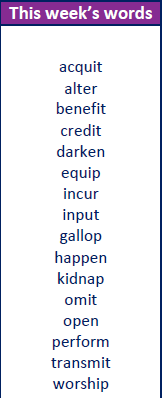 This week's words
acquit
alter
benefit
credit
darken
equip
incur
input
gallop
happen
kidnap
omit
open
perform
transmit
worship